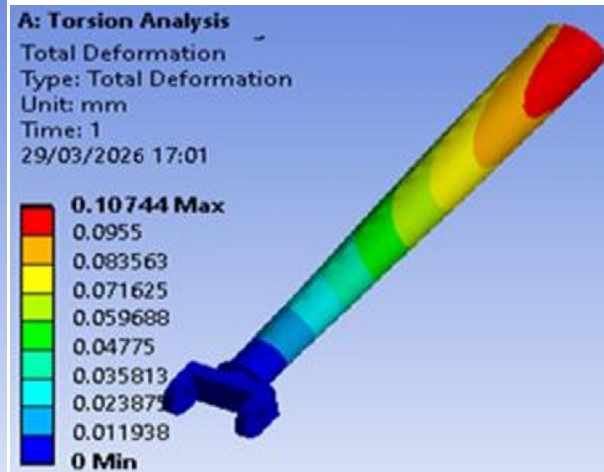 A: Torsion Analysis
Total Deformation
Type: Total Deformation
Unit: mm
Time: 1
29/03/2026 17:01
0.10744 Max
0.0955
0.083563
0.071625
0.059688
0.04775
0.035813
0.023875
0.011938
0 Min